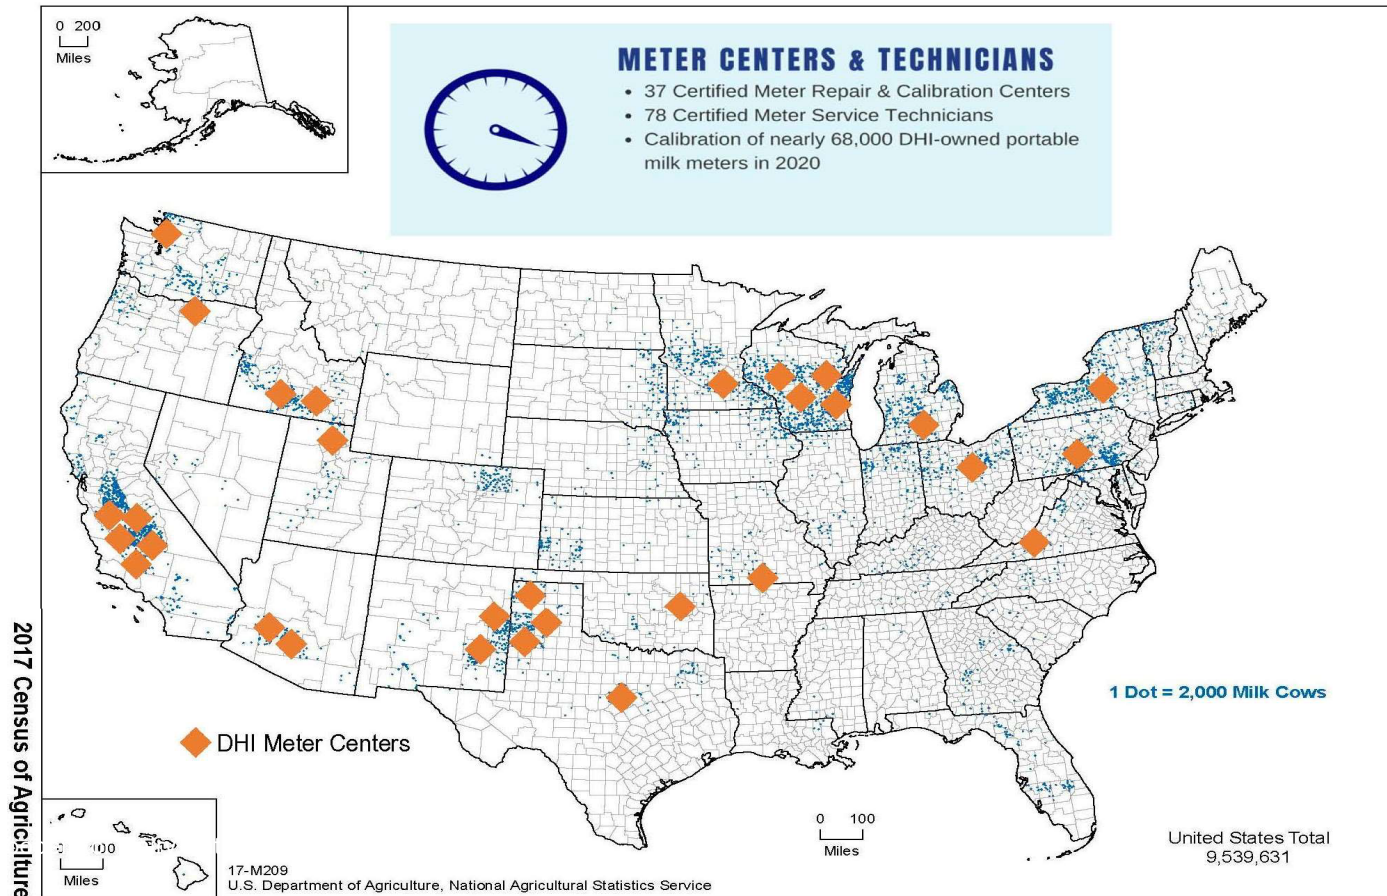 0 200
Miles
METER CENTERS & TECHNICIANS
• 37 Certified Meter Repair & Calibration Centers
• 78 Certified Meter Service Technicians
• Calibration of nearly 68,000 DHI-owned portable
milk meters in 2020
2017 Census of Agriculture
1 Dot = 2,000 Milk Cows
DHI Meter Centers
0 100
Miles
United States Total
9,539,631
Miles
17-M209
U.S. Department of Agriculture, National Agricultural Statistics Service